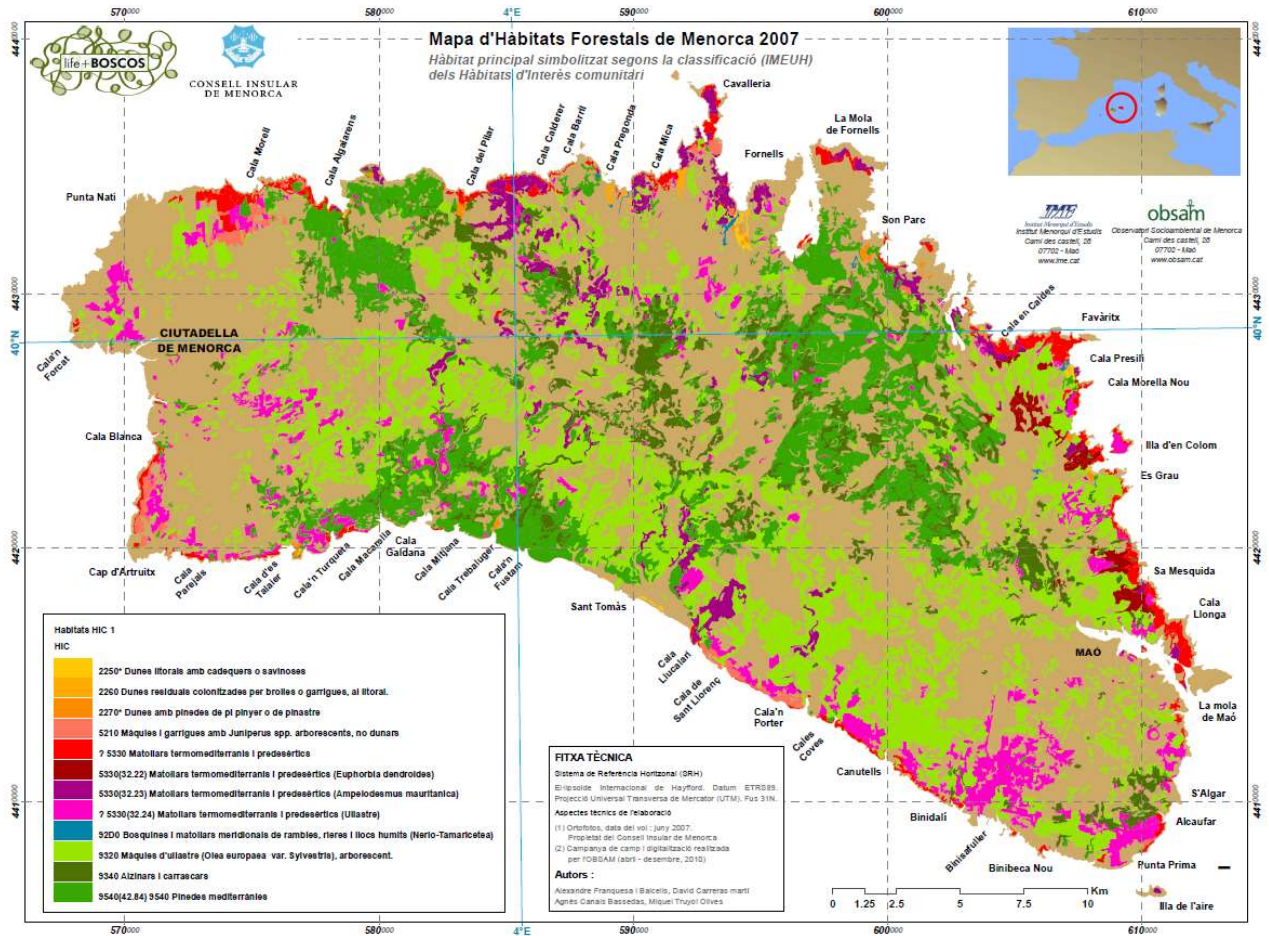 570000 580000 4°E 590000 600000 610000
4440000
life+BOSCOS
CONSELL INSULAR
DE MENORCA
Mapa d'Hàbitats Forestals de Menorca 2007
Hàbitat principal simbolitzat segons la classificació (IMEUH)
dels Hàbitats d'Interès comunitári
Cavalleria
La Mola
de Fornells
Fornells
Cala Mica
Cala Pregonda
Cala Barril
Cala Calderer
Cala del Pilar
Cala Algaiarens
Cala Morell
Punta Nati
Son Parc
IME
Institut Menorquí d'Estudis
Camí des castell, 28
07702 - Maó
www.ime.cat
obsam
Observatori Socioambiental de Menorca
Camí des castell, 28
07702 - Maó
www.obsam.cat
4430000
40°N
CIUTADELLA
DE MENORCA
Cala'n
Forcat
Cala en Caldes
Favàritx
Cala Presili
Cala Morella Nou
Cala Blanca
Illa d'en Colom
Es Grau
4420000
Cap d'Artruitx
Cala
Parejals
Cala d'es
Talaier
Cala'n Turqueta
Cala Macarella
Cala
Galdana
Cala Mitjana
Cala Trebaluger
Cala'n
Fustam
Sant Tomàs
Sa Mesquida
Cala
Llonga
MAÓ
La mola
de Maó
Cala
Llucalari
Cala de
Sant Llorenç
Cala'n
Porter
Cales
Coves
Canutells
Binidalí
Binisafuller
Binibeca Nou
S'Algar
Alcaufar
Punta Prima
Illa de l'aire
4410000
Habitats HIC 1
HIC
2250* Dunes litorals amb cadequers o savinoses
2260 Dunes residuals colonitzades per brolles o garrigues, al litoral.
2270* Dunes amb pinedes de pi pinyer o de pinastre
5210 Màquies i garrigues amb Juniperus spp. arborescents, no dunars
? 5330 Matollars termomediterranis i predesèrtics
5330(32.22) Matollars termomediterranis i predesèrtics (Euphorbia dendroides)
5330(32.23) Matollars termomediterranis i predesèrtics (Ampelodesmus mauritanica)
? 5330(32.24) Matollars termomediterranis i predesèrtics (Ullastre)
92D0 Bosquines i matollars meridionals de rambles, rieres i llocs humits (Nerio-Tamaricetea)
9320 Màquies d'ullastre (Olea europaea var. Sylvestris), arborescent.
9340 Alzinars i carrascars
9540(42.84) 9540 Pinedes mediterrànies
FITXA TÈCNICA
Sistema de Referència Horitzonal (SRH)
El·lipsoide Internacional de Hayfford. Datum ETRS89.
Projecció Universal Transversa de Mercator (UTM). Fus 31N.
Aspectes tècnics de l'elaboració
(1) Ortofotos, data del vol : juny 2007.
Propietat del Consell Insular de Menorca
(2) Campanya de camp i digitalització realitzada
per l'OBSAM (abril - desembre, 2010)
Autors :
Alexandre Franquesa i Balcells, David Carreras martí
Agnès Canals Bassedas, Miquel Truyol Olives
Km
0 1.25 2.5 5 7.5 10
570000 580000 4°E 590000 600000 610000